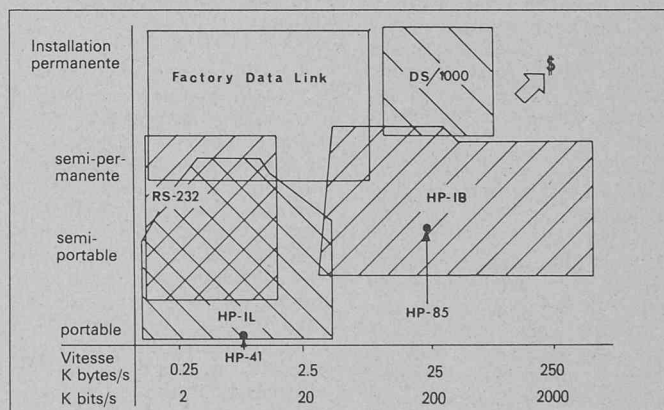 Installation
permanente
Factory Data Link
DS/1000
$
semi-per-
manente
RS-232
HP-IB
semi-
portable
HP-IL
HP-85
portable
HP-41
Vitesse
K bytes/s
0.25 2.5 25 250
K bits/s
2 20 200 2000